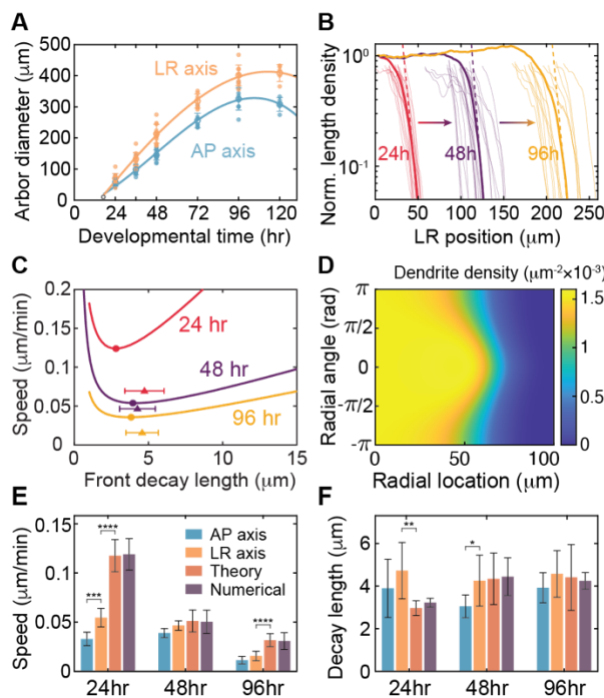 A
Arbor diameter (μm)
500
400
300
200
100
0
LR axis
AP axis
24 48 72 96 120
Developmental time (hr)
B
Norm. length density
10⁰
10⁻¹
24h
48h
96h
0 50 100 150 200 250
LR position (μm)
C
Speed (μm/min)
0.2
0.15
0.1
0.05
0
24 hr
48 hr
96 hr
0 5 10 15
Front decay length (μm)
D
Dendrite density (μm⁻²×10⁻³)
Radial angle (rad)
π
π/2
0
-π/2
-π
0 50 100
Radial location (μm)
1.5
1
0.5
0
E
Speed (μm/min)
0.15
0.1
0.05
0
***
****
****
AP axis
LR axis
Theory
Numerical
24hr 48hr 96hr
F
Decay length (μm)
6
4
2
0
**
*
24hr 48hr 96hr